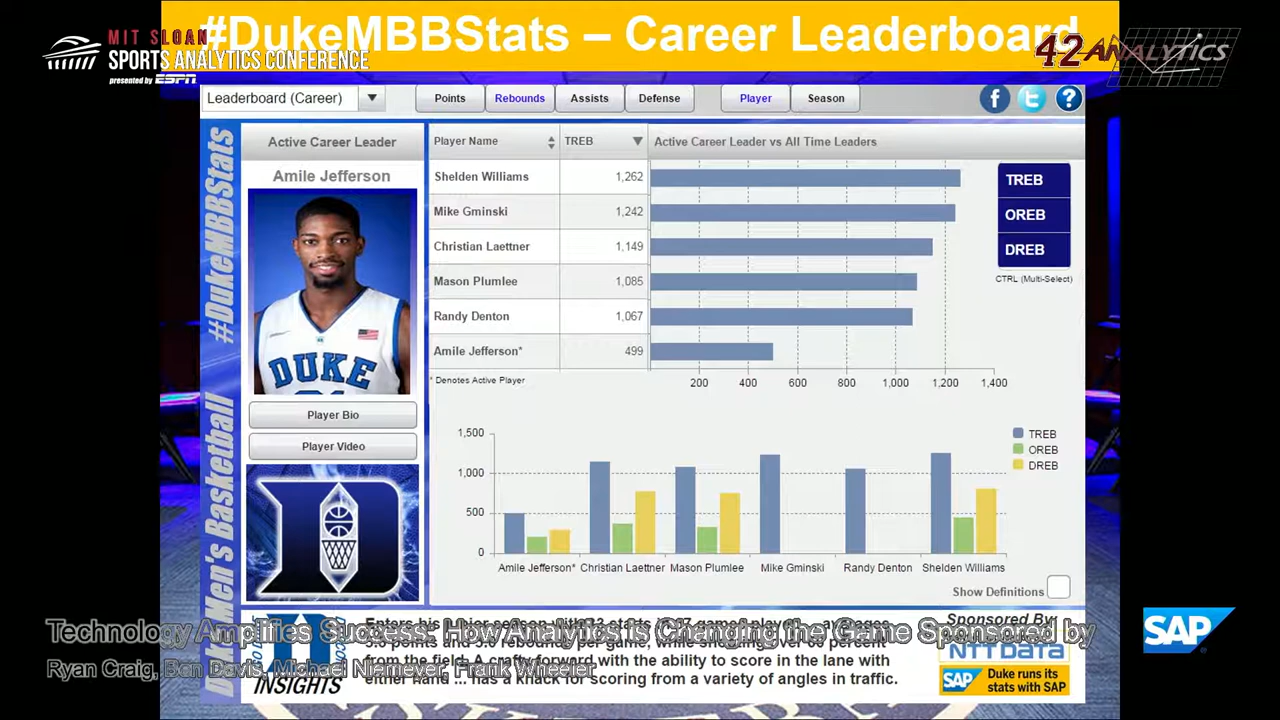 #DukeMBBStats – Career Leaderboard
MIT SLOAN
SPORTS ANALYTICS CONFERENCE
presented by ESPN
42 ANALYTICS
Leaderboard (Career)
Points Rebounds Assists Defense Player Season
f t ?
#DukeMBBStats
Duke Men's Basketball
Active Career Leader
Amile Jefferson
DUKE
Player Bio
Player Video
Player Name TREB Active Career Leader vs All Time Leaders
Shelden Williams 1,262
Mike Gminski 1,242
Christian Laettner 1,149
Mason Plumlee 1,085
Randy Denton 1,067
Amile Jefferson* 499
* Denotes Active Player
200 400 600 800 1,000 1,200 1,400
TREB
OREB
DREB
CTRL (Multi-Select)
1,500
1,000
500
0
Amile Jefferson* Christian Laettner Mason Plumlee Mike Gminski Randy Denton Shelden Williams
TREB
OREB
DREB
Show Definitions
INSIGHTS
from the field. A crafty forward with the ability to score in the lane with
either hand ... has a knack for scoring from a variety of angles in traffic.
Sponsored By
NTT DATA
SAP Duke runs its
stats with SAP
Technology Amplifies Success: How Analytics is Changing the Game Sponsored by
Ryan Craig, Ben Davis, Michael Niemeyer, Frank Wheeler
SAP